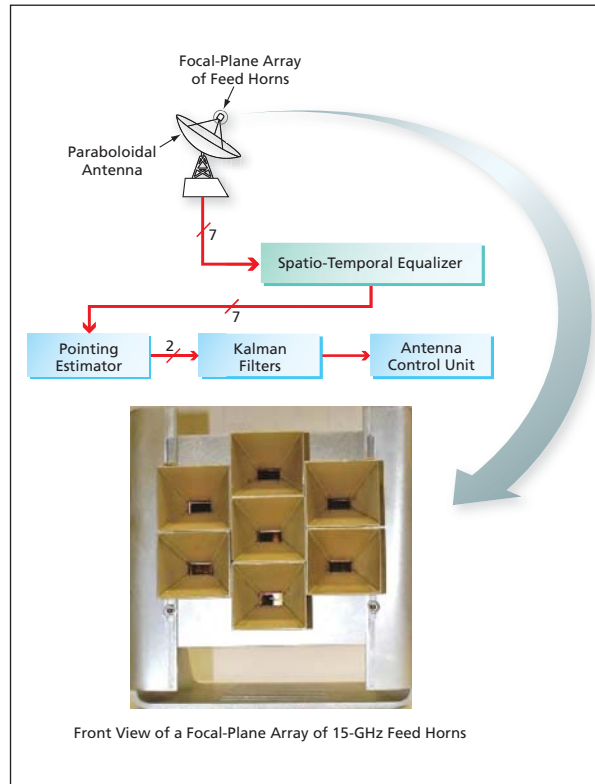 Focal-Plane Array
of Feed Horns
Paraboloidal
Antenna
7
Spatio-Temporal Equalizer
7
Pointing
Estimator
2
Kalman
Filters
Antenna
Control Unit
Front View of a Focal-Plane Array of 15-GHz Feed Horns